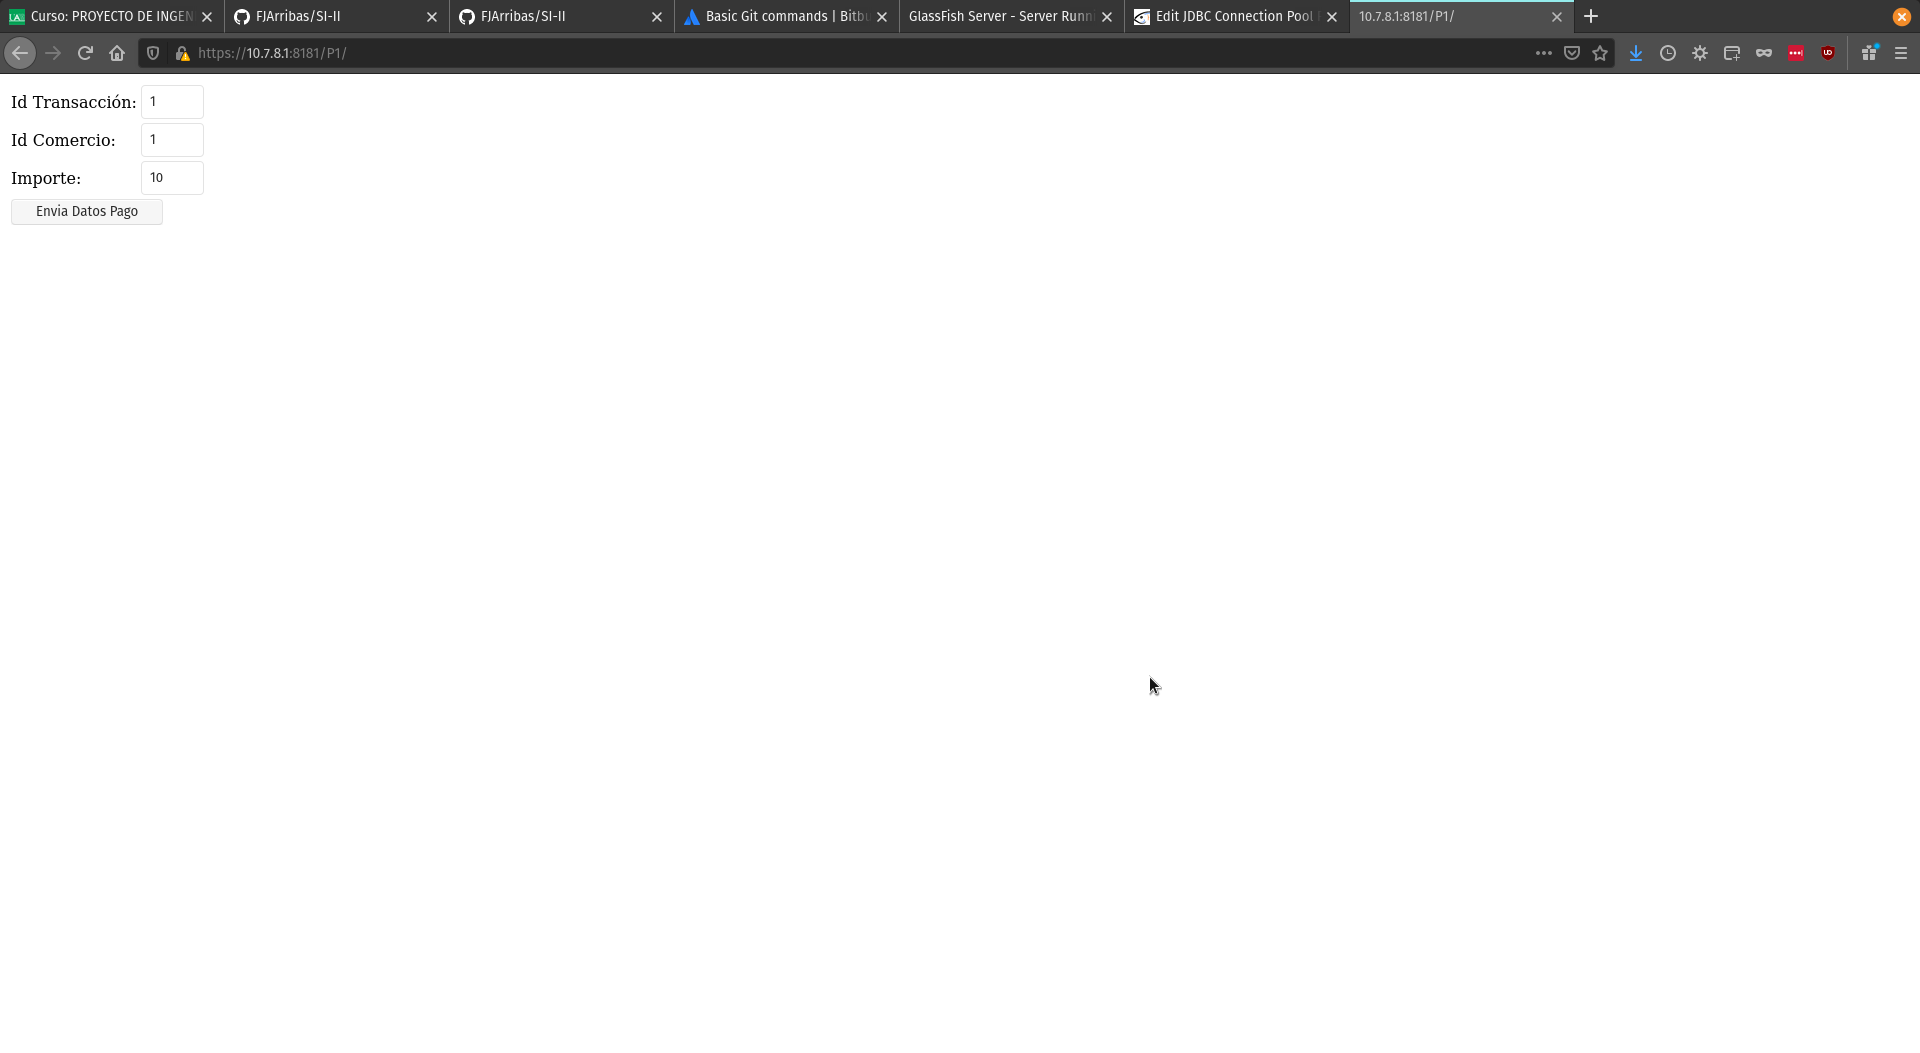 Curso: PROYECTO DE INGEN
FJArribas/SI-II
FJArribas/SI-II
Basic Git commands | Bitbu
GlassFish Server - Server Runn
Edit JDBC Connection Pool
10.7.8.1:8181/P1/
https://10.7.8.1:8181/P1/
Id Transacción: 1
Id Comercio: 1
Importe: 10
Envia Datos Pago